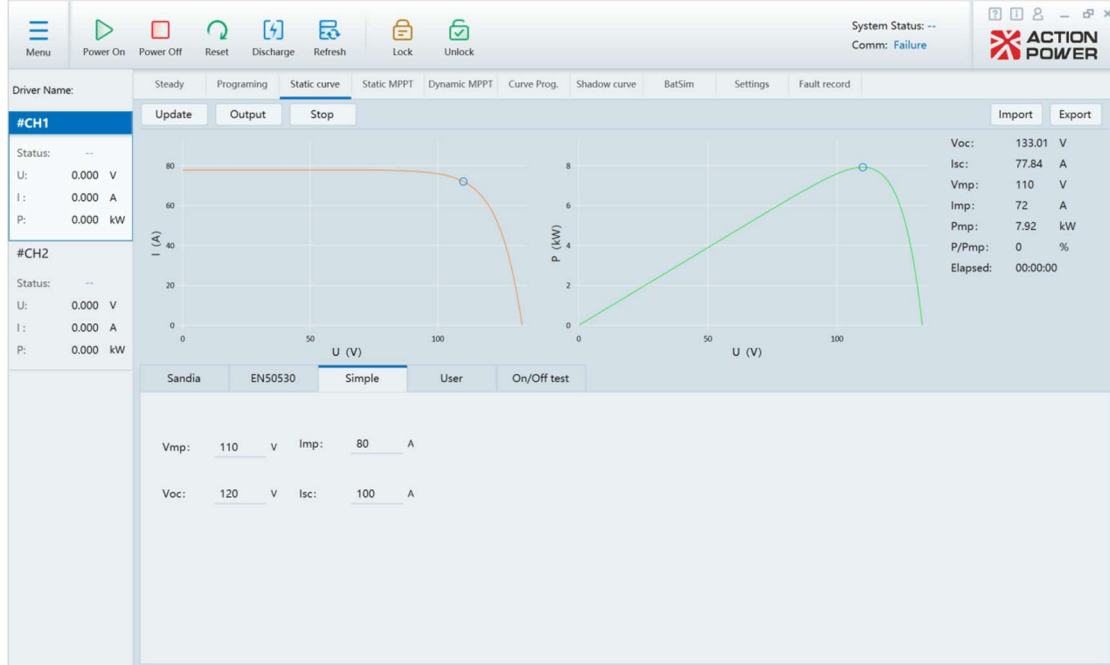 Menu
Power On
Power Off
Reset
Discharge
Refresh
Lock
Unlock
System Status: --
Comm: Failure
ACTION
POWER
Driver Name:
#CH1
Status: --
U: 0.000 V
I: 0.000 A
P: 0.000 kW
#CH2
Status: --
U: 0.000 V
I: 0.000 A
P: 0.000 kW
Steady
Programing
Static curve
Static MPPT
Dynamic MPPT
Curve Prog.
Shadow curve
BatSim
Settings
Fault record
Update
Output
Stop
Import
Export
80
60
40
20
0
I (A)
0 50 100
U (V)
8
6
4
2
0
P (kW)
0 50 100
U (V)
Voc: 133.01 V
Isc: 77.84 A
Vmp: 110 V
Imp: 72 A
Pmp: 7.92 kW
P/Pmp: 0 %
Elapsed: 00:00:00
Sandia
EN50530
Simple
User
On/Off test
Vmp: 110 V Imp: 80 A
Voc: 120 V Isc: 100 A